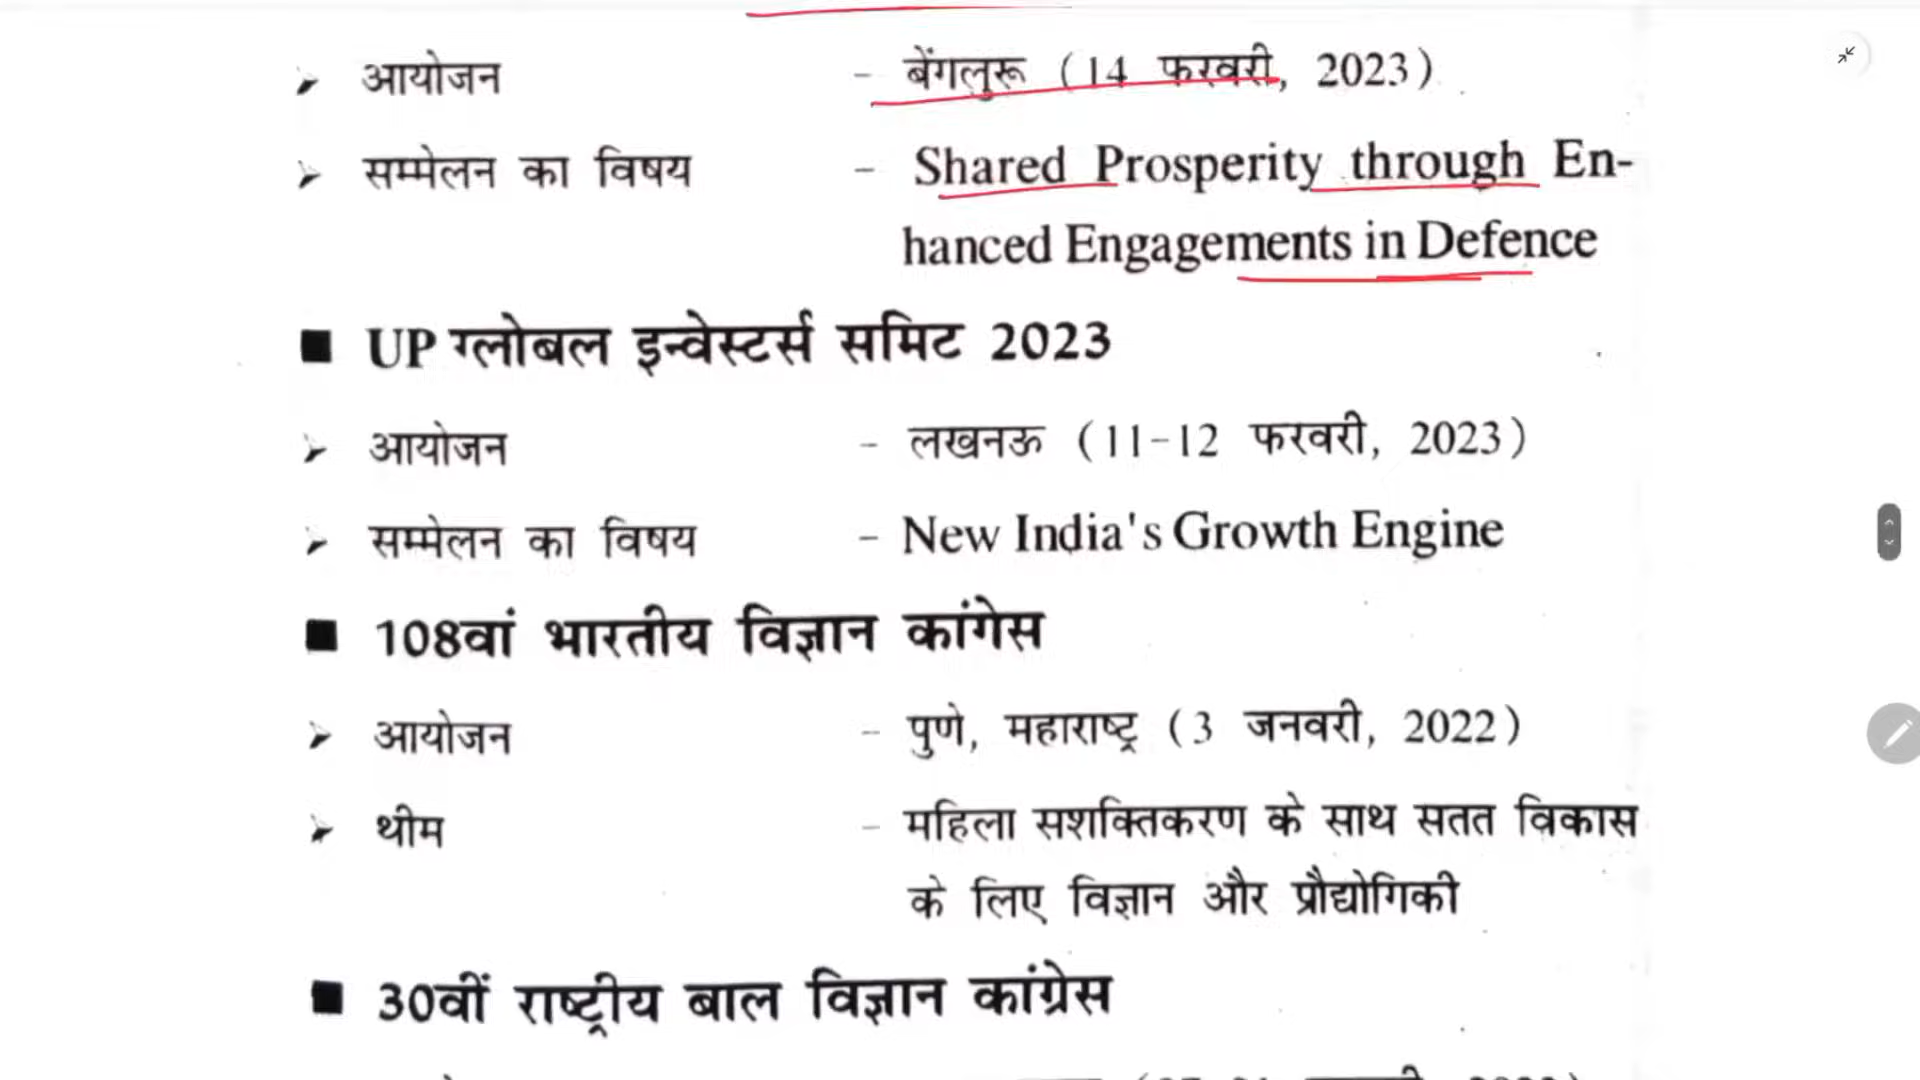 ➢ आयोजन – बेंगलुरू (14 फरवरी, 2023)
➢ सम्मेलन का विषय – Shared Prosperity through En-
hanced Engagements in Defence
■ UP ग्लोबल इन्वेस्टर्स समिट 2023
➢ आयोजन – लखनऊ (11-12 फरवरी, 2023)
➢ सम्मेलन का विषय – New India's Growth Engine
■ 108वां भारतीय विज्ञान कांगेस
➢ आयोजन – पुणे, महाराष्ट्र (3 जनवरी, 2022)
➢ थीम – महिला सशक्तिकरण के साथ सतत विकास
के लिए विज्ञान और प्रौद्योगिकी
■ 30वीं राष्ट्रीय बाल विज्ञान कांग्रेस